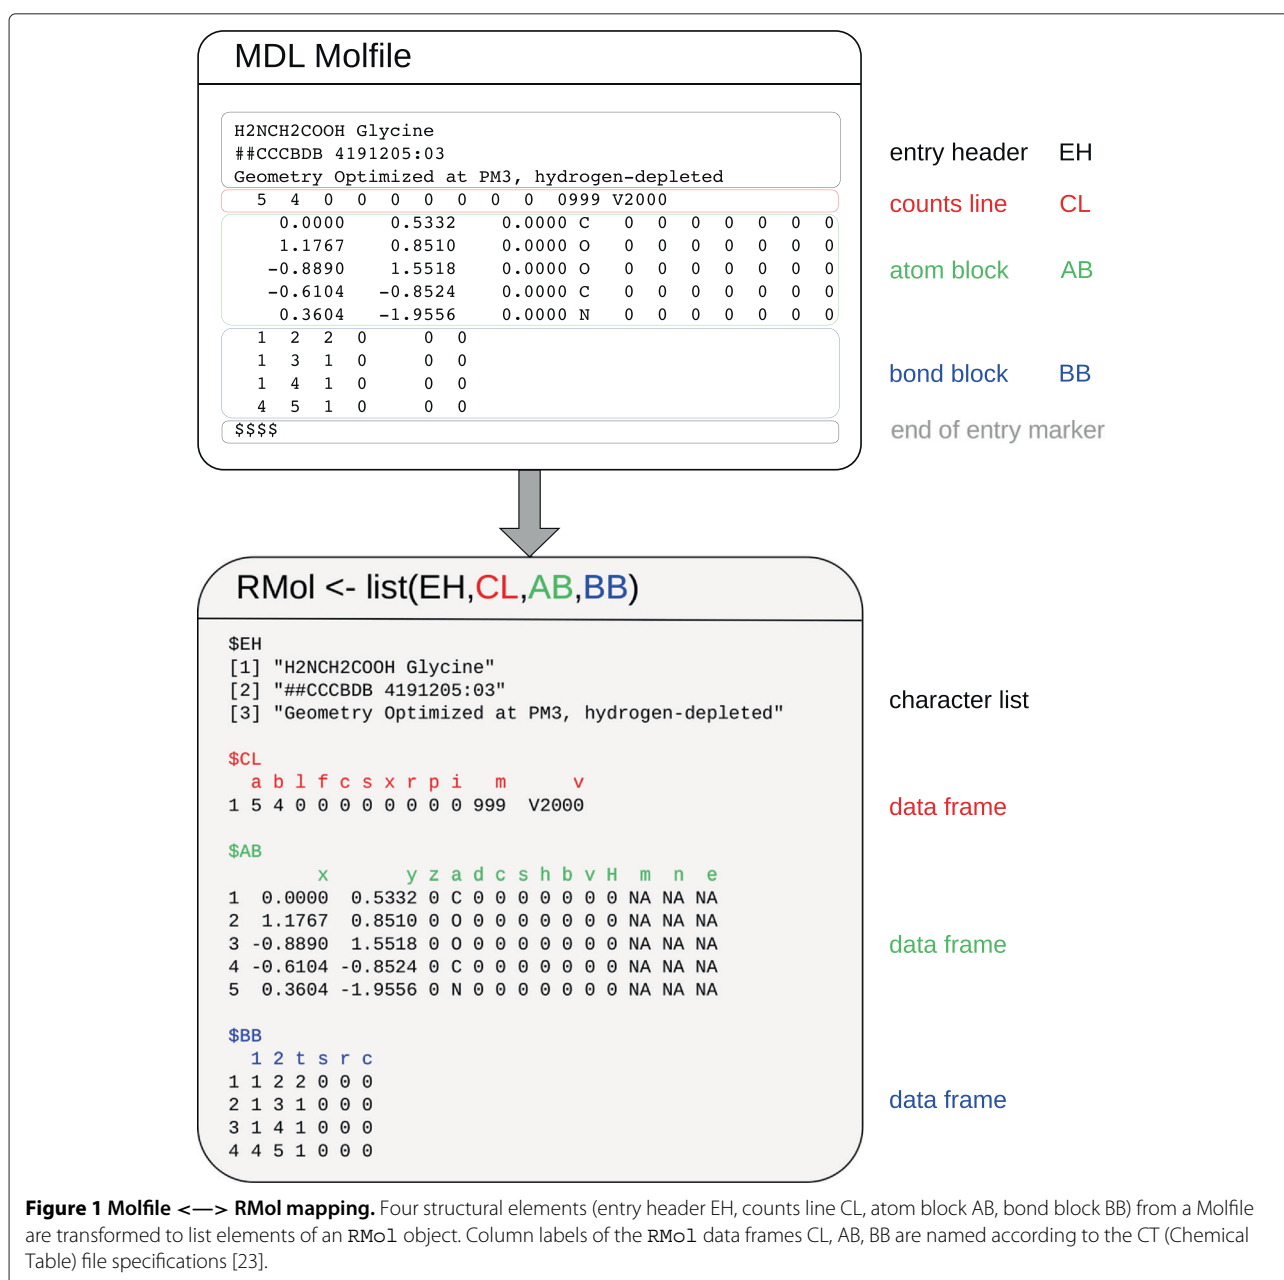 MDL Molfile
H2NCH2COOH Glycine
##CCCBDB 4191205:03
Geometry Optimized at PM3, hydrogen-depleted
entry header EH
5 4 0 0 0 0 0 0 0 0999 V2000
counts line CL
0.0000 0.5332 0.0000 C 0 0 0 0 0 0 0
1.1767 0.8510 0.0000 O 0 0 0 0 0 0 0
-0.8890 1.5518 0.0000 O 0 0 0 0 0 0 0
-0.6104 -0.8524 0.0000 C 0 0 0 0 0 0 0
0.3604 -1.9556 0.0000 N 0 0 0 0 0 0 0
atom block AB
1 2 2 0 0 0
1 3 1 0 0 0
1 4 1 0 0 0
4 5 1 0 0 0
bond block BB
$$$$
end of entry marker
RMol <- list(EH,CL,AB,BB)
$EH
[1] "H2NCH2COOH Glycine"
[2] "##CCCBDB 4191205:03"
[3] "Geometry Optimized at PM3, hydrogen-depleted"
character list
$CL
a b l f c s x r p i m v
1 5 4 0 0 0 0 0 0 0 0 999 V2000
data frame
$AB
x y z a d c s h b v H m n e
1 0.0000 0.5332 0 C 0 0 0 0 0 0 0 NA NA NA
2 1.1767 0.8510 0 O 0 0 0 0 0 0 0 NA NA NA
3 -0.8890 1.5518 0 O 0 0 0 0 0 0 0 NA NA NA
4 -0.6104 -0.8524 0 C 0 0 0 0 0 0 0 NA NA NA
5 0.3604 -1.9556 0 N 0 0 0 0 0 0 0 NA NA NA
data frame
$BB
1 2 t s r c
1 1 2 2 0 0 0
2 1 3 1 0 0 0
3 1 4 1 0 0 0
4 4 5 1 0 0 0
data frame
Figure 1 Molfile <—> RMol mapping. Four structural elements (entry header EH, counts line CL, atom block AB, bond block BB) from a Molfile
are transformed to list elements of an RMol object. Column labels of the RMol data frames CL, AB, BB are named according to the CT (Chemical
Table) file specifications [23].